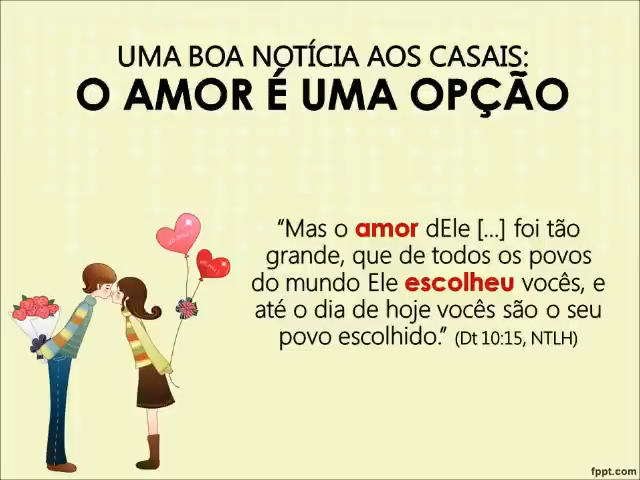 UMA BOA NOTÍCIA AOS CASAIS:
O AMOR É UMA OPÇÃO
“Mas o amor dEle [...] foi tão
grande, que de todos os povos
do mundo Ele escolheu vocês, e
até o dia de hoje vocês são o seu
povo escolhido.” (Dt 10:15, NTLH)
fppt.com